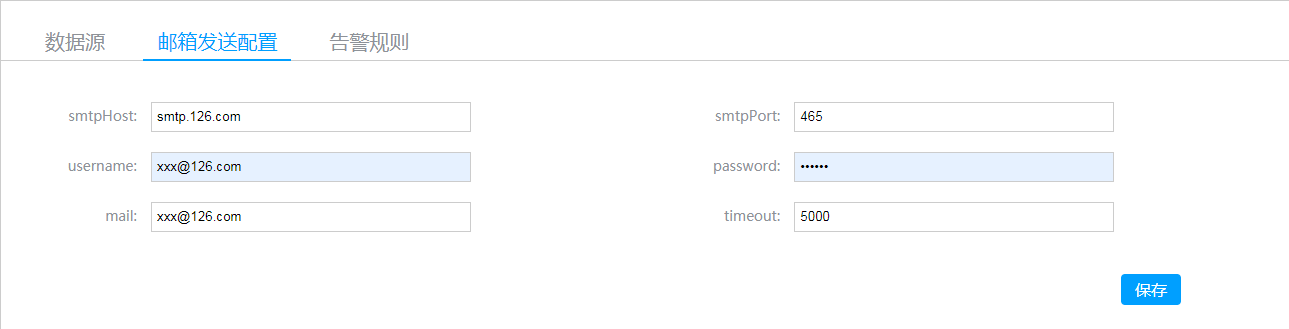 数据源 邮箱发送配置 告警规则
smtpHost: smtp.126.com smtpPort: 465
username: xxx@126.com password: ••••••
mail: xxx@126.com timeout: 5000
保存